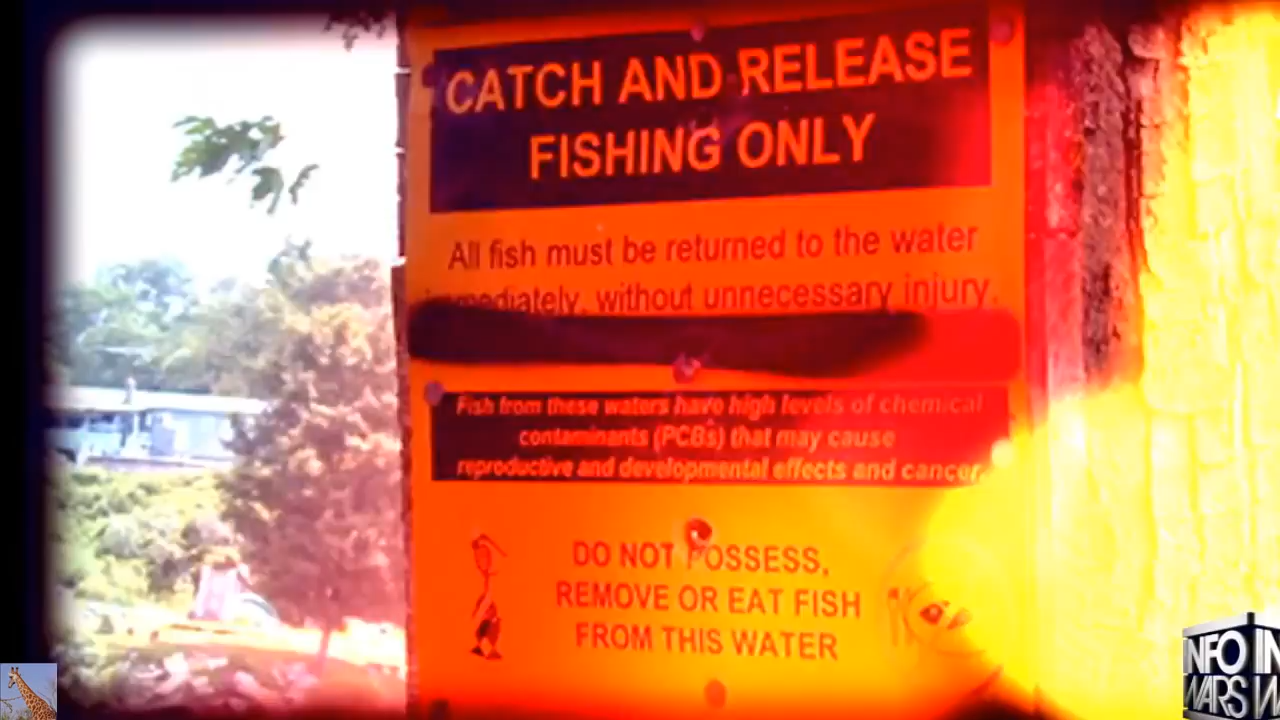 CATCH AND RELEASE
FISHING ONLY
All fish must be returned to the water
immediately, without unnecessary injury.
Fish from these waters have high levels of chemical
contaminants (PCBs) that may cause
reproductive and developmental effects and cancer.
DO NOT POSSESS,
REMOVE OR EAT FISH
FROM THIS WATER
INFO IN
WARS W